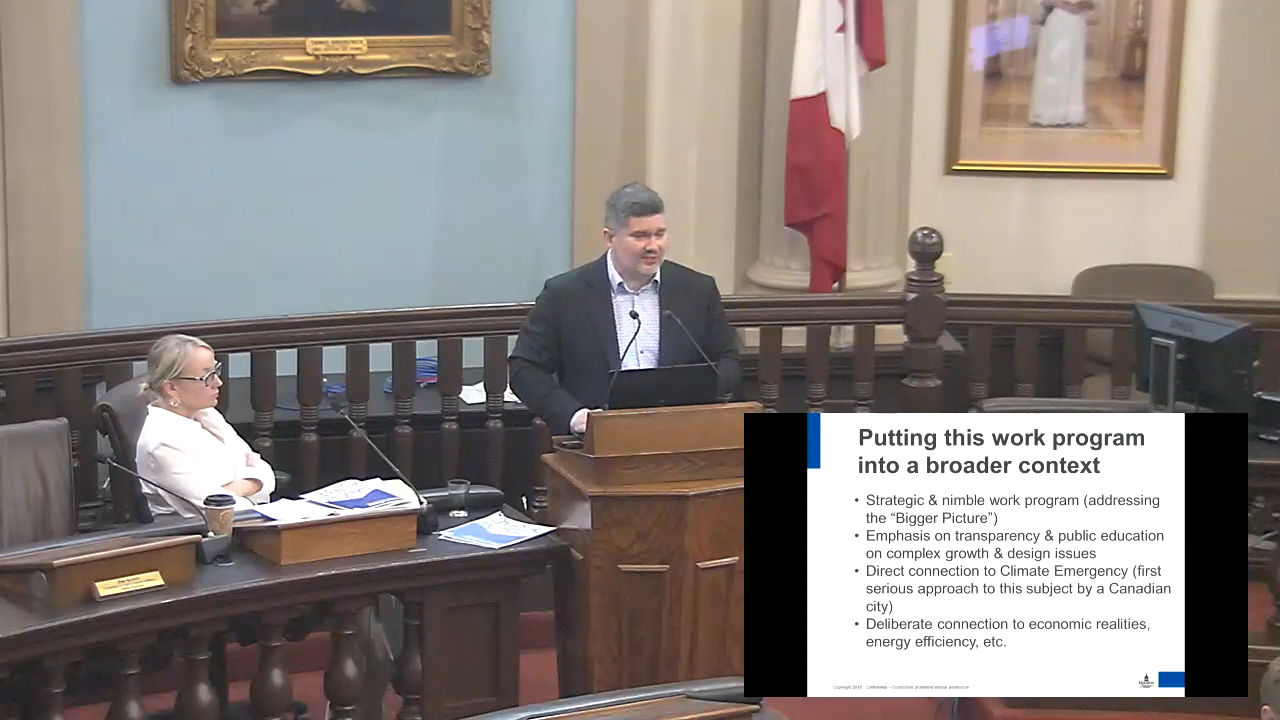 Putting this work program
into a broader context
• Strategic & nimble work program (addressing
the “Bigger Picture”)
• Emphasis on transparency & public education
on complex growth & design issues
• Direct connection to Climate Emergency (first
serious approach to this subject by a Canadian
city)
• Deliberate connection to economic realities,
energy efficiency, etc.